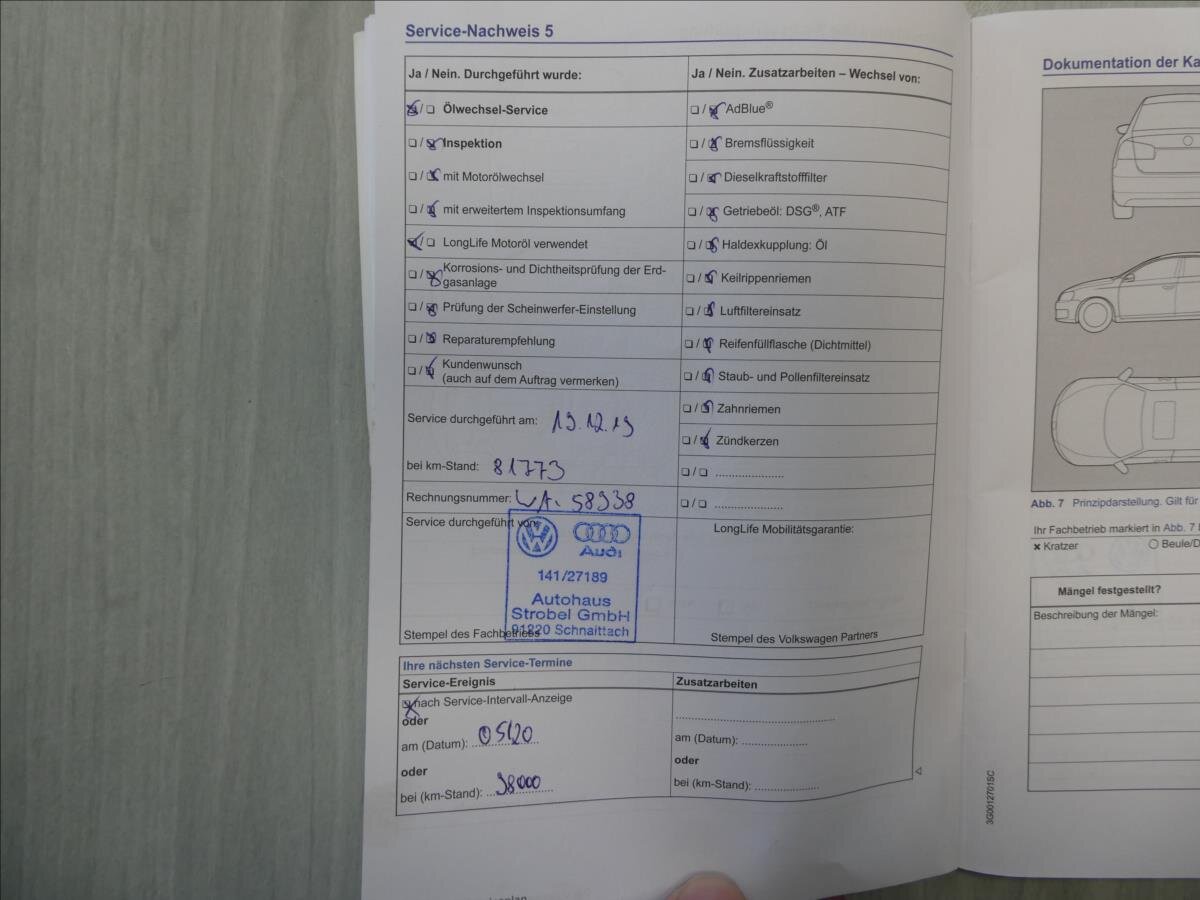 Service-Nachweis 5
Ja / Nein. Durchgeführt wurde:
Ölwechsel-Service
Inspektion
mit Motorölwechsel
mit erweitertem Inspektionsumfang
LongLife Motoröl verwendet
Korrosions- und Dichtheitsprüfung der Erd-
gasanlage
Prüfung der Scheinwerfer-Einstellung
Reparaturempfehlung
Kundenwunsch
(auch auf dem Auftrag vermerken)
Service durchgeführt am: 19.12.19
bei km-Stand: 81773
Rechnungsnummer: WA. 58938
Service durchgeführt von:
Audi
141/27189
Autohaus
Strobel GmbH
91220 Schnaittach
Stempel des Fachbetriebs
Ja / Nein. Zusatzarbeiten – Wechsel von:
AdBlue®
Bremsflüssigkeit
Dieselkraftstofffilter
Getriebeöl: DSG®, ATF
Haldexkupplung: Öl
Keilrippenriemen
Luftfiltereinsatz
Reifenfüllflasche (Dichtmittel)
Staub- und Pollenfiltereinsatz
Zahnriemen
Zündkerzen
LongLife Mobilitätsgarantie:
Stempel des Volkswagen Partners
Ihre nächsten Service-Termine
Service-Ereignis
nach Service-Intervall-Anzeige
oder
am (Datum): 05/20
oder
bei (km-Stand): 98000
Zusatzarbeiten
am (Datum):
oder
bei (km-Stand):
3G0012701SC
Dokumentation der Ka
Abb. 7 Prinzipdarstellung. Gilt für
Ihr Fachbetrieb markiert in Abb. 7
× Kratzer
Beule/D
Mängel festgestellt?
Beschreibung der Mängel: